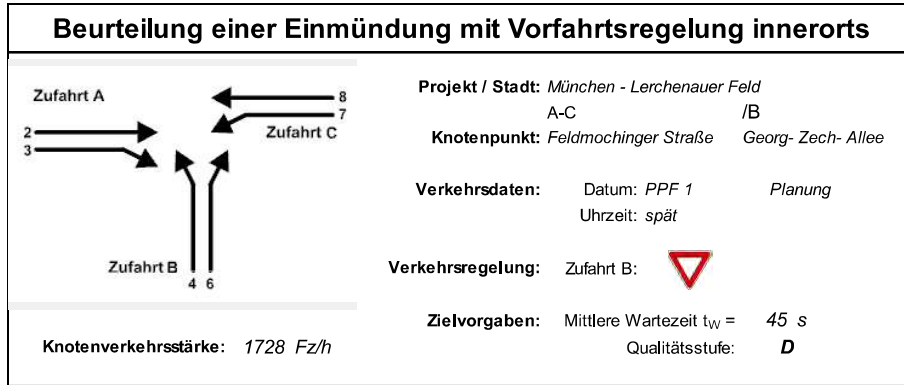 Beurteilung einer Einmündung mit Vorfahrtsregelung innerorts
Zufahrt A
8
7
Zufahrt C
2
3
Zufahrt B
4 6
Knotenverkehrsstärke: 1728 Fz/h
Projekt / Stadt: München - Lerchenauer Feld
A-C /B
Knotenpunkt: Feldmochinger Straße Georg- Zech- Allee
Verkehrsdaten: Datum: PPF 1 Planung
Uhrzeit: spät
Verkehrsregelung: Zufahrt B:
Zielvorgaben: Mittlere Wartezeit tW = 45 s
Qualitätsstufe: D